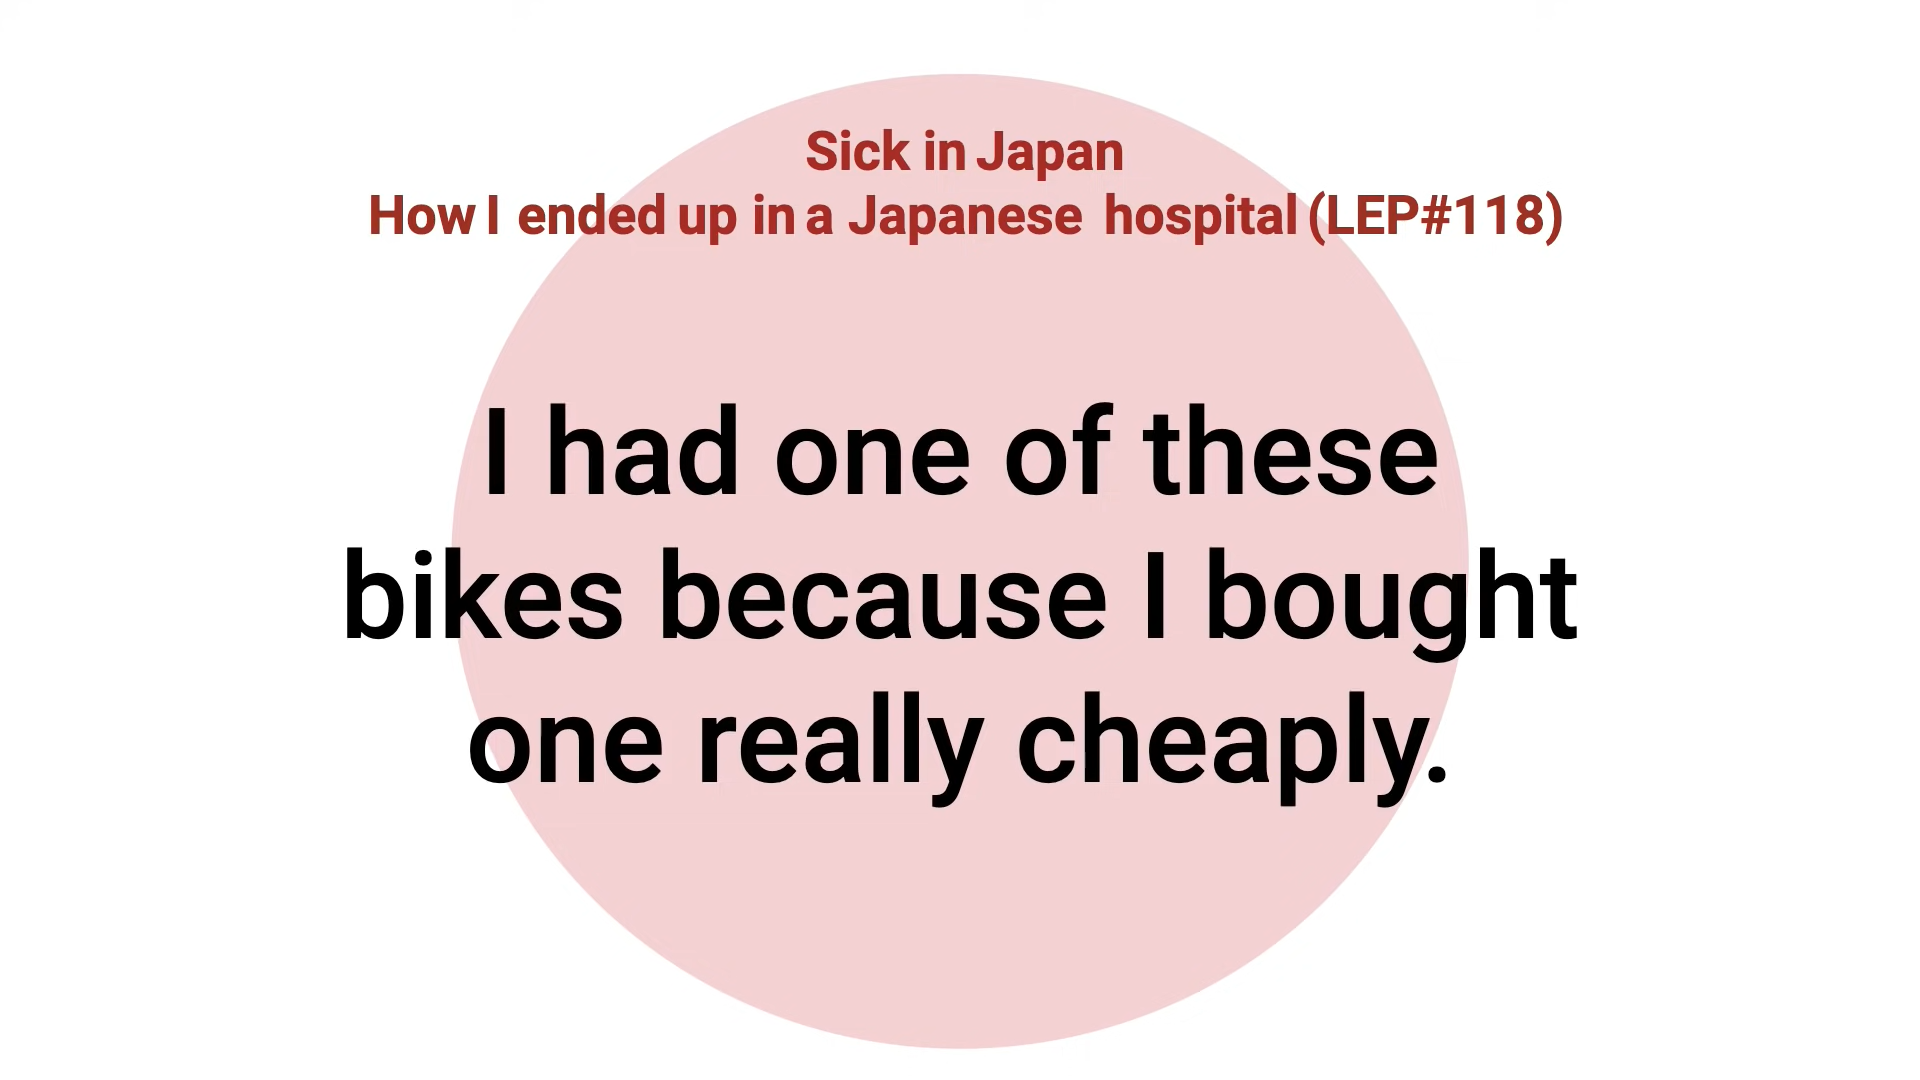 Sick in Japan
How I ended up in a Japanese hospital (LEP#118)
I had one of these
bikes because I bought
one really cheaply.